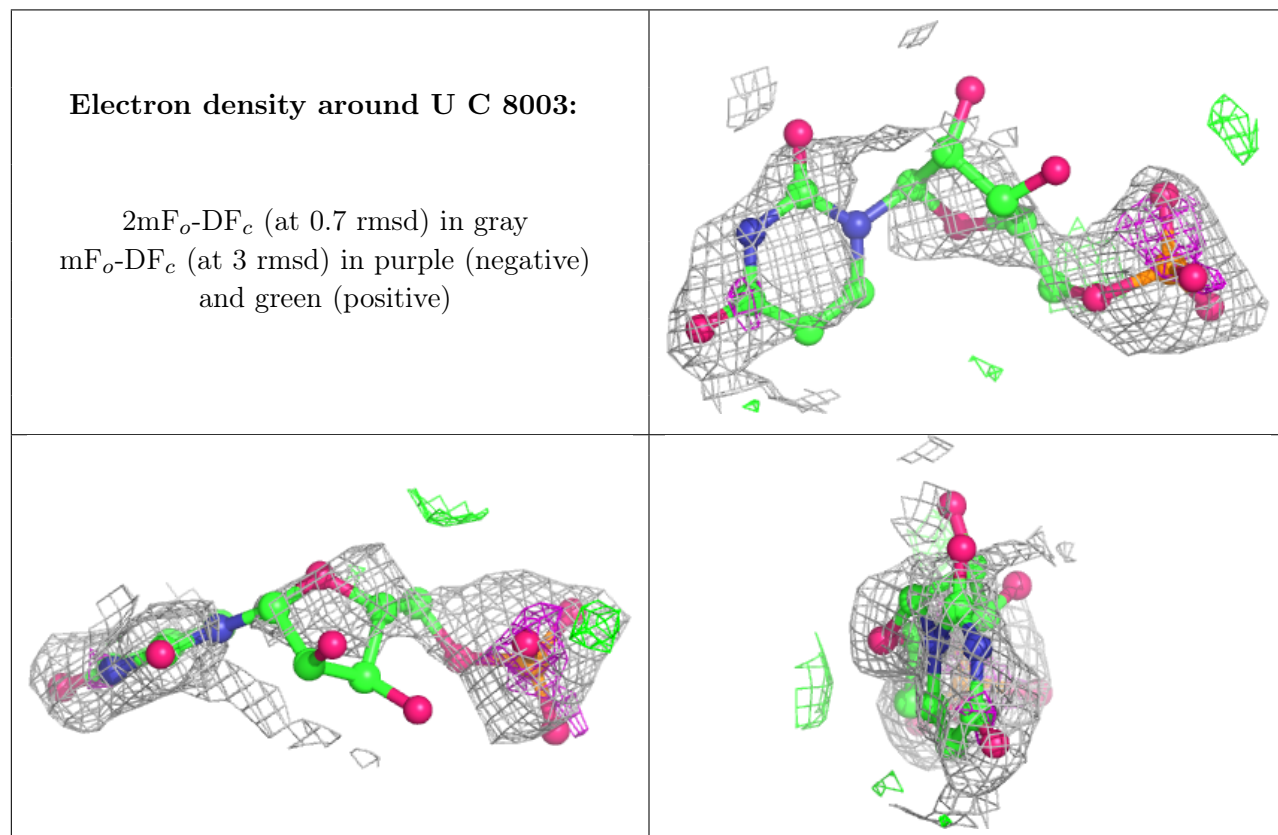 Electron density around U C 8003:
2mFo-DFc (at 0.7 rmsd) in gray
mFo-DFc (at 3 rmsd) in purple (negative)
and green (positive)